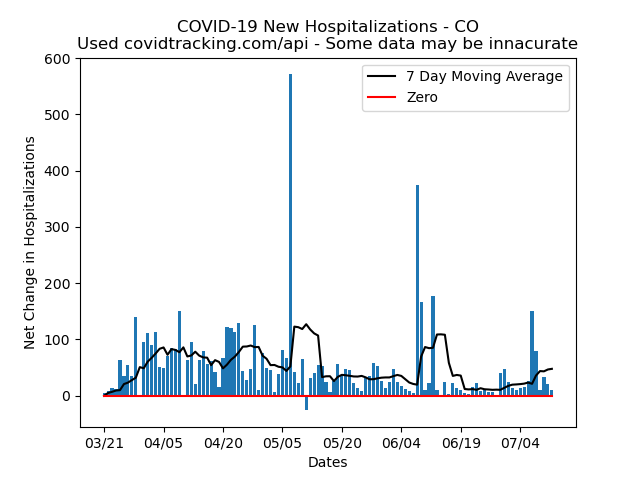 COVID-19 New Hospitalizations - CO
Used covidtracking.com/api - Some data may be innacurate
7 Day Moving Average
Zero
Net Change in Hospitalizations
600
500
400
300
200
100
0
03/21 04/05 04/20 05/05 05/20 06/04 06/19 07/04
Dates